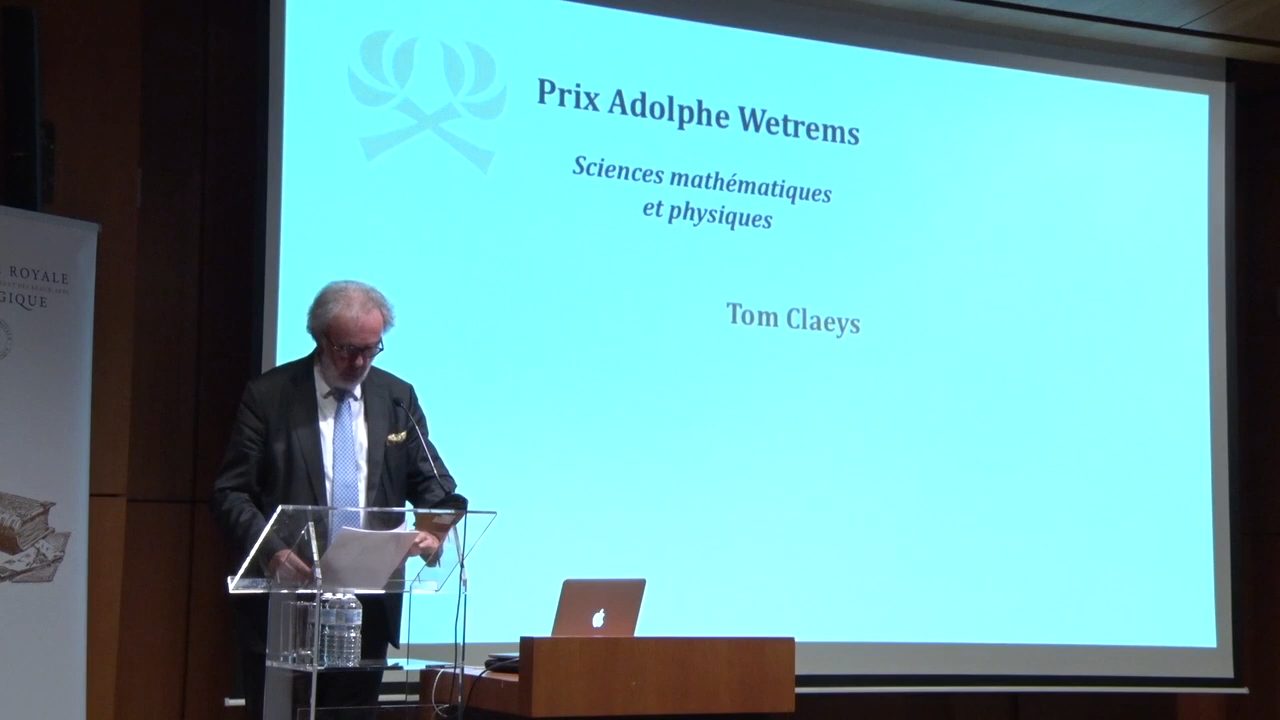 Prix Adolphe Wetrems
Sciences mathématiques
et physiques
Tom Claeys
ROYALE
GIQUE